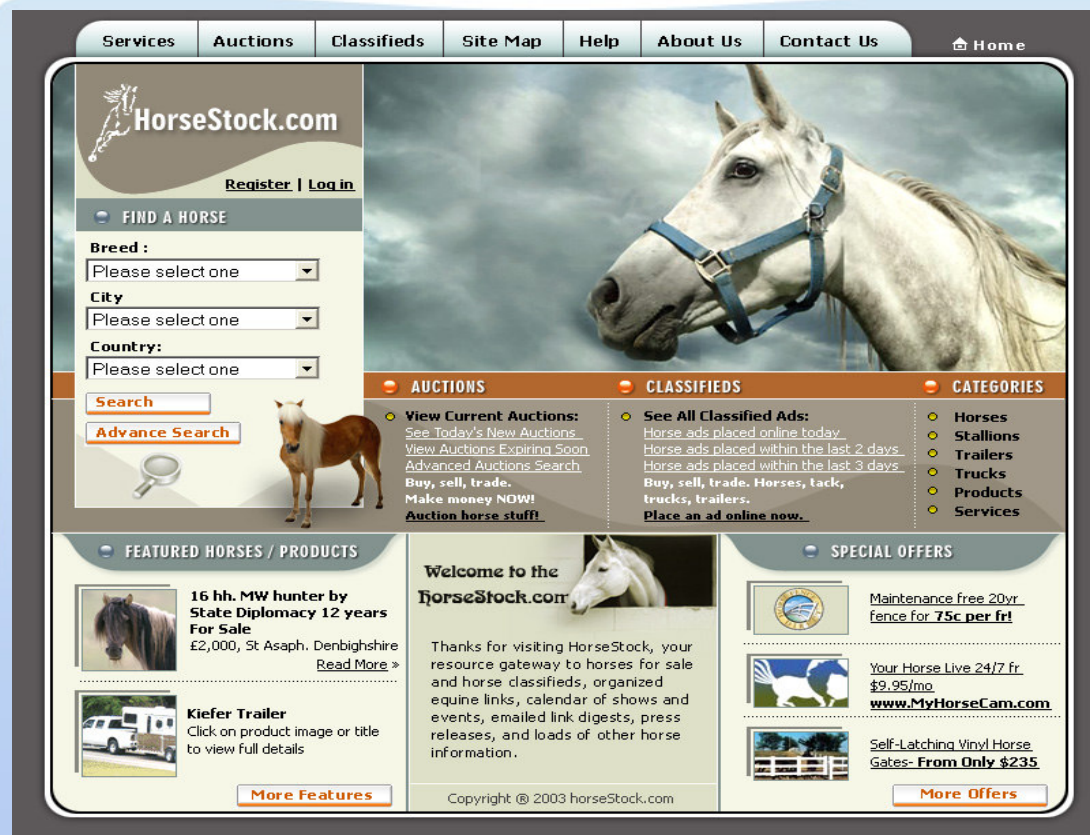 Services
Auctions
Classifieds
Site Map
Help
About Us
Contact Us
Home
HorseStock.com
Register | Log in
FIND A HORSE
Breed :
Please select one
City
Please select one
Country:
Please select one
Search
Advance Search
AUCTIONS
View Current Auctions:
See Today's New Auctions
View Auctions Expiring Soon
Advanced Auctions Search
Buy, sell, trade.
Make money NOW!
Auction horse stuff!
CLASSIFIEDS
See All Classified Ads:
Horse ads placed online today
Horse ads placed within the last 2 days
Horse ads placed within the last 3 days
Buy, sell, trade. Horses, tack,
trucks, trailers.
Place an ad online now.
CATEGORIES
Horses
Stallions
Trailers
Trucks
Products
Services
FEATURED HORSES / PRODUCTS
16 hh. MW hunter by
State Diplomacy 12 years
For Sale
£2,000, St Asaph. Denbighshire
Read More »
Kiefer Trailer
Click on product image or title
to view full details
More Features
Welcome to the
HorseStock.com
Thanks for visiting HorseStock, your
resource gateway to horses for sale
and horse classifieds, organized
equine links, calendar of shows and
events, emailed link digests, press
releases, and loads of other horse
information.
Copyright ® 2003 horseStock.com
SPECIAL OFFERS
Maintenance free 20yr
fence for 75c per fr!
Your Horse Live 24/7 fr
$9.95/mo
www.MyHorseCam.com
Self-Latching Vinyl Horse
Gates- From Only $235
More Offers